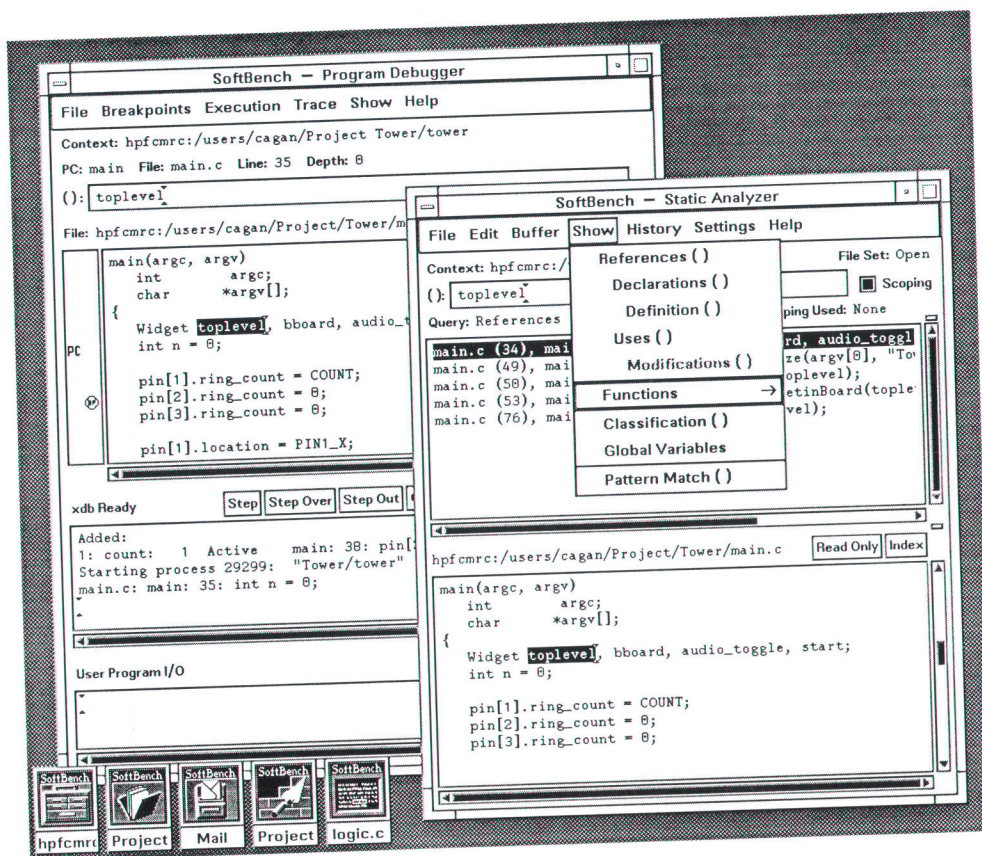 SoftBench — Program Debugger
File Breakpoints Execution Trace Show Help
Context: hpfcmrc:/users/cagan/Project Tower/tower
PC: main File: main.c Line: 35 Depth: 0
(): toplevel
File: hpfcmrc:/users/cagan/Project/Tower/m
main(argc, argv)
int argc;
char *argv[];
{
Widget toplevel, bboard, audio_t
PC
int n = 0;
pin[1].ring_count = COUNT;
pin[2].ring_count = 0;
pin[3].ring_count = 0;
pin[1].location = PIN1_X;
xdb Ready
Step Step Over Step Out
Added:
1: count: 1 Active main: 38: pin[
Starting process 29299: "Tower/tower"
main.c: main: 35: int n = 0;
User Program I/O
SoftBench — Static Analyzer
File Edit Buffer Show History Settings Help
Context: hpfcmrc:/
File Set: Open
(): toplevel
Scoping
Query: References
ping Used: None
main.c (34), mai
rd, audio_toggl
main.c (49), mai
ze(argv[0], "Tow
main.c (50), mai
oplevel);
main.c (53), mai
etinBoard(tople
main.c (76), mai
vel);
References ( )
Declarations ( )
Definition ( )
Uses ( )
Modifications ( )
Functions →
Classification ( )
Global Variables
Pattern Match ( )
hpfcmrc:/users/cagan/Project/Tower/main.c
Read Only Index
main(argc, argv)
int argc;
char *argv[];
{
Widget toplevel, bboard, audio_toggle, start;
int n = 0;
pin[1].ring_count = COUNT;
pin[2].ring_count = 0;
pin[3].ring_count = 0;
SoftBench SoftBench SoftBench SoftBench SoftBench
hpfcmrc Project Mail Project logic.c